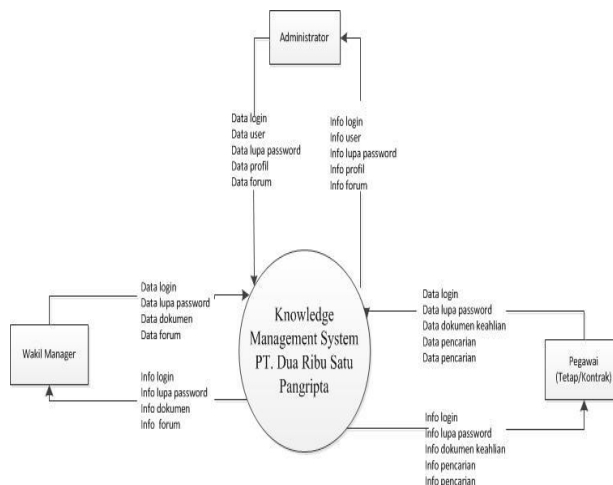 Administrator
Data login
Data user
Data lupa password
Data profil
Data forum
Info login
Info user
Info lupa password
Info profil
Info forum
Data login
Data lupa password
Data dokumen
Data forum
Wakil Manager
Info login
Info lupa password
Info dokumen
Info forum
Knowledge
Management System
PT. Dua Ribu Satu
Pangripta
Data login
Data lupa password
Data dokumen keahlian
Data pencarian
Data pencarian
Pegawai
(Tetap/Kontrak)
Info login
Info lupa password
Info dokumen keahlian
Info pencarian
Info pencarian